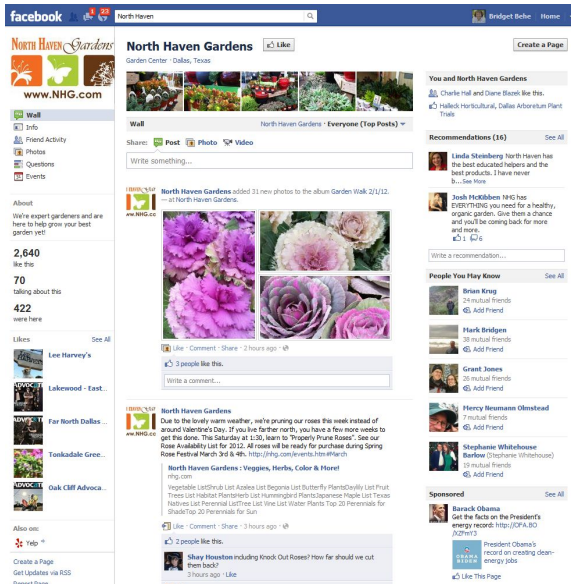 facebook 1 23 North Haven Bridget Behe Home
NORTH HAVEN Gardens
www.NHG.com
Wall
Info
Friend Activity
Photos
Questions
Events
About
We're expert gardeners and are
here to help grow your best
garden yet!
2,640
like this
70
talking about this
422
were here
Likes See All
Lee Harvey's
Lakewood - East...
Far North Dallas ...
Tookadale Gree...
Oak Cliff Advoca...
Also on:
Yelp
Create a Page
Get Updates via RSS
North Haven Gardens Like
Garden Center · Dallas, Texas
Wall North Haven Gardens · Everyone (Top Posts)
Share: Post Photo Video
Write something...
North Haven Gardens added 31 new photos to the album Garden Walk 2/1/12.
— at North Haven Gardens.
Like · Comment · Share · 2 hours ago ·
3 people like this.
Write a comment...
North Haven Gardens
Due to the lovely warm weather, we're pruning our roses this week instead of
around Valentine's Day. If you live farther north, you have a few more weeks to
get this done. This Saturday at 1:30, learn to "Properly Prune Roses". See our
Rose Availability List for 2012. All roses will be ready for purchase during Spring
Rose Festival March 3rd & 4th. http://nhg.com/events.htm#March
North Haven Gardens : Veggies, Herbs, Color & More!
nhg.com
Vegetable ListShrub List Azalea List Begonia List Butterfly PlantsDaylily List Fruit
Trees List Habitat PlantsHerb List Hummingbird PlantsJapanese Maple List Texas
Natives List Perennial ListTree List Vine List Water Plants Top 20 Perennials for
ShadeTop 20 Perennials for Sun
Like · Comment · Share · 3 hours ago ·
2 people like this.
Shay Houston including Knock Out Roses? How far should we cut
them back?
3 hours ago · Like
Create a Page
You and North Haven Gardens
Charlie Hall and Diane Blazek like this.
Halleck Horticultural, Dallas Arboretum Plant
Trials
Recommendations (16) See All
Linda Steinberg North Haven has
the best educated helpers and the
best products. I have never
b...See More
Josh McKibben NHG has
EVERYTHING you need for a healthy,
organic garden. Give them a chance
and you'll be coming back for more
and more.
1 6
Write a recommendation...
People You May Know See All
Brian Krug
24 mutual friends
Add Friend
Mark Bridgen
38 mutual friends
Add Friend
Grant Jones
26 mutual friends
Add Friend
Mercy Neumann Olmstead
7 mutual friends
Add Friend
Stephanie Whitehouse
Barlow (Stephanie Whitehouse)
19 mutual friends
Add Friend
Sponsored See All
Barack Obama
Get the facts on the President's
energy record: http://OFA.BO
/XZFmY3
President Obama's
record on creating clean-
energy jobs
Like This Page